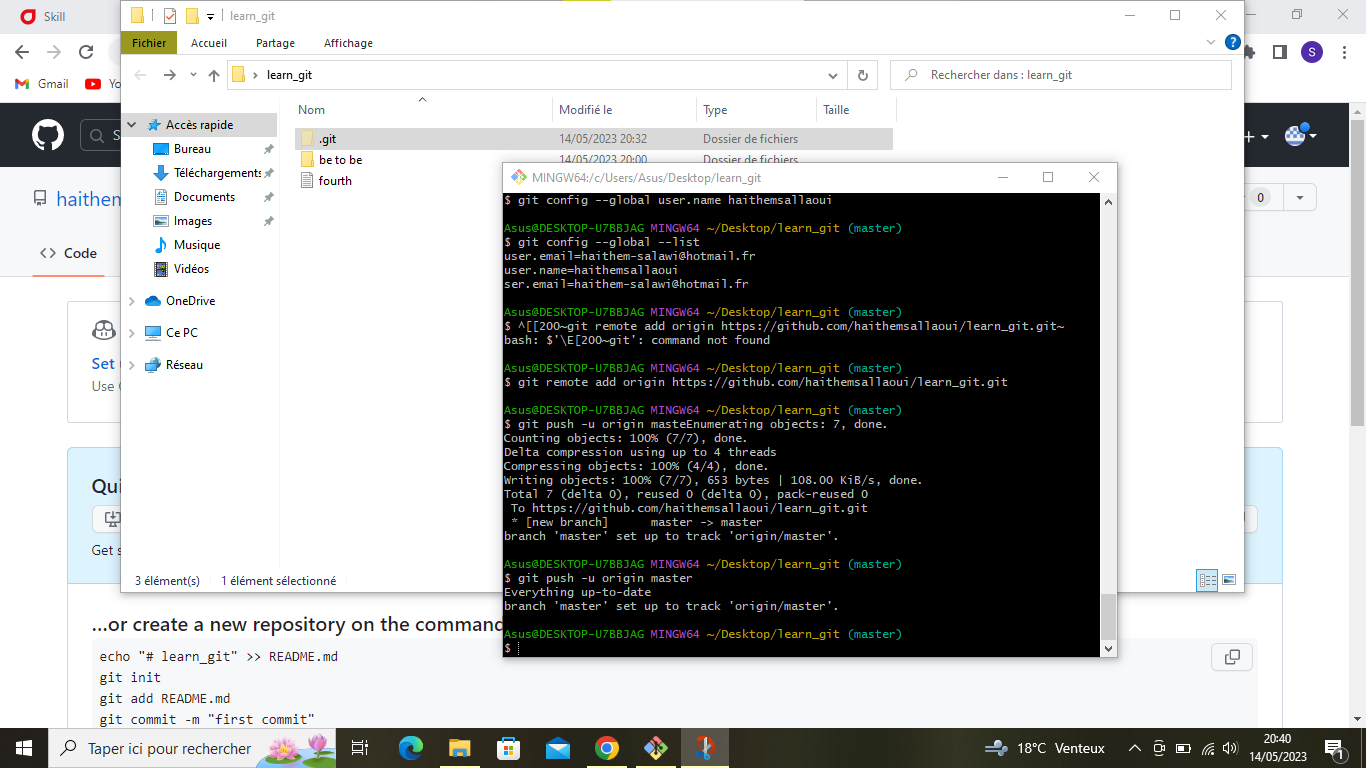 Skill
learn_git
Fichier
Accueil
Partage
Affichage
learn_git
Rechercher dans : learn_git
Gmail
Yo
S
Nom
Modifié le
Type
Taille
Accès rapide
Bureau
Téléchargements
Documents
Images
Musique
Vidéos
OneDrive
Ce PC
Réseau
.git
14/05/2023 20:32
Dossier de fichiers
be to be
14/05/2023 20:00
Dossier de fichiers
fourth
3 élément(s)
1 élément sélectionné
S
haithem
0
Code
Set
Use
Qui
Get s
MINGW64:/c/Users/Asus/Desktop/learn_git
$ git config --global user.name haithemsallaoui
Asus@DESKTOP-U7BBJAG MINGW64 ~/Desktop/learn_git (master)
$ git config --global --list
user.email=haithem-salawi@hotmail.fr
user.name=haithemsallaoui
ser.email=haithem-salawi@hotmail.fr
Asus@DESKTOP-U7BBJAG MINGW64 ~/Desktop/learn_git (master)
$ ^[[200~git remote add origin https://github.com/haithemsallaoui/learn_git.git~
bash: $'\E[200~git': command not found
Asus@DESKTOP-U7BBJAG MINGW64 ~/Desktop/learn_git (master)
$ git remote add origin https://github.com/haithemsallaoui/learn_git.git
Asus@DESKTOP-U7BBJAG MINGW64 ~/Desktop/learn_git (master)
$ git push -u origin masteEnumerating objects: 7, done.
Counting objects: 100% (7/7), done.
Delta compression using up to 4 threads
Compressing objects: 100% (4/4), done.
Writing objects: 100% (7/7), 653 bytes | 108.00 KiB/s, done.
Total 7 (delta 0), reused 0 (delta 0), pack-reused 0
To https://github.com/haithemsallaoui/learn_git.git
* [new branch] master -> master
branch 'master' set up to track 'origin/master'.
Asus@DESKTOP-U7BBJAG MINGW64 ~/Desktop/learn_git (master)
$ git push -u origin master
Everything up-to-date
branch 'master' set up to track 'origin/master'.
Asus@DESKTOP-U7BBJAG MINGW64 ~/Desktop/learn_git (master)
$
…or create a new repository on the command
echo "# learn_git" >> README.md
git init
git add README.md
git commit -m "first commit"
Taper ici pour rechercher
18°C Venteux
20:40
14/05/2023
1